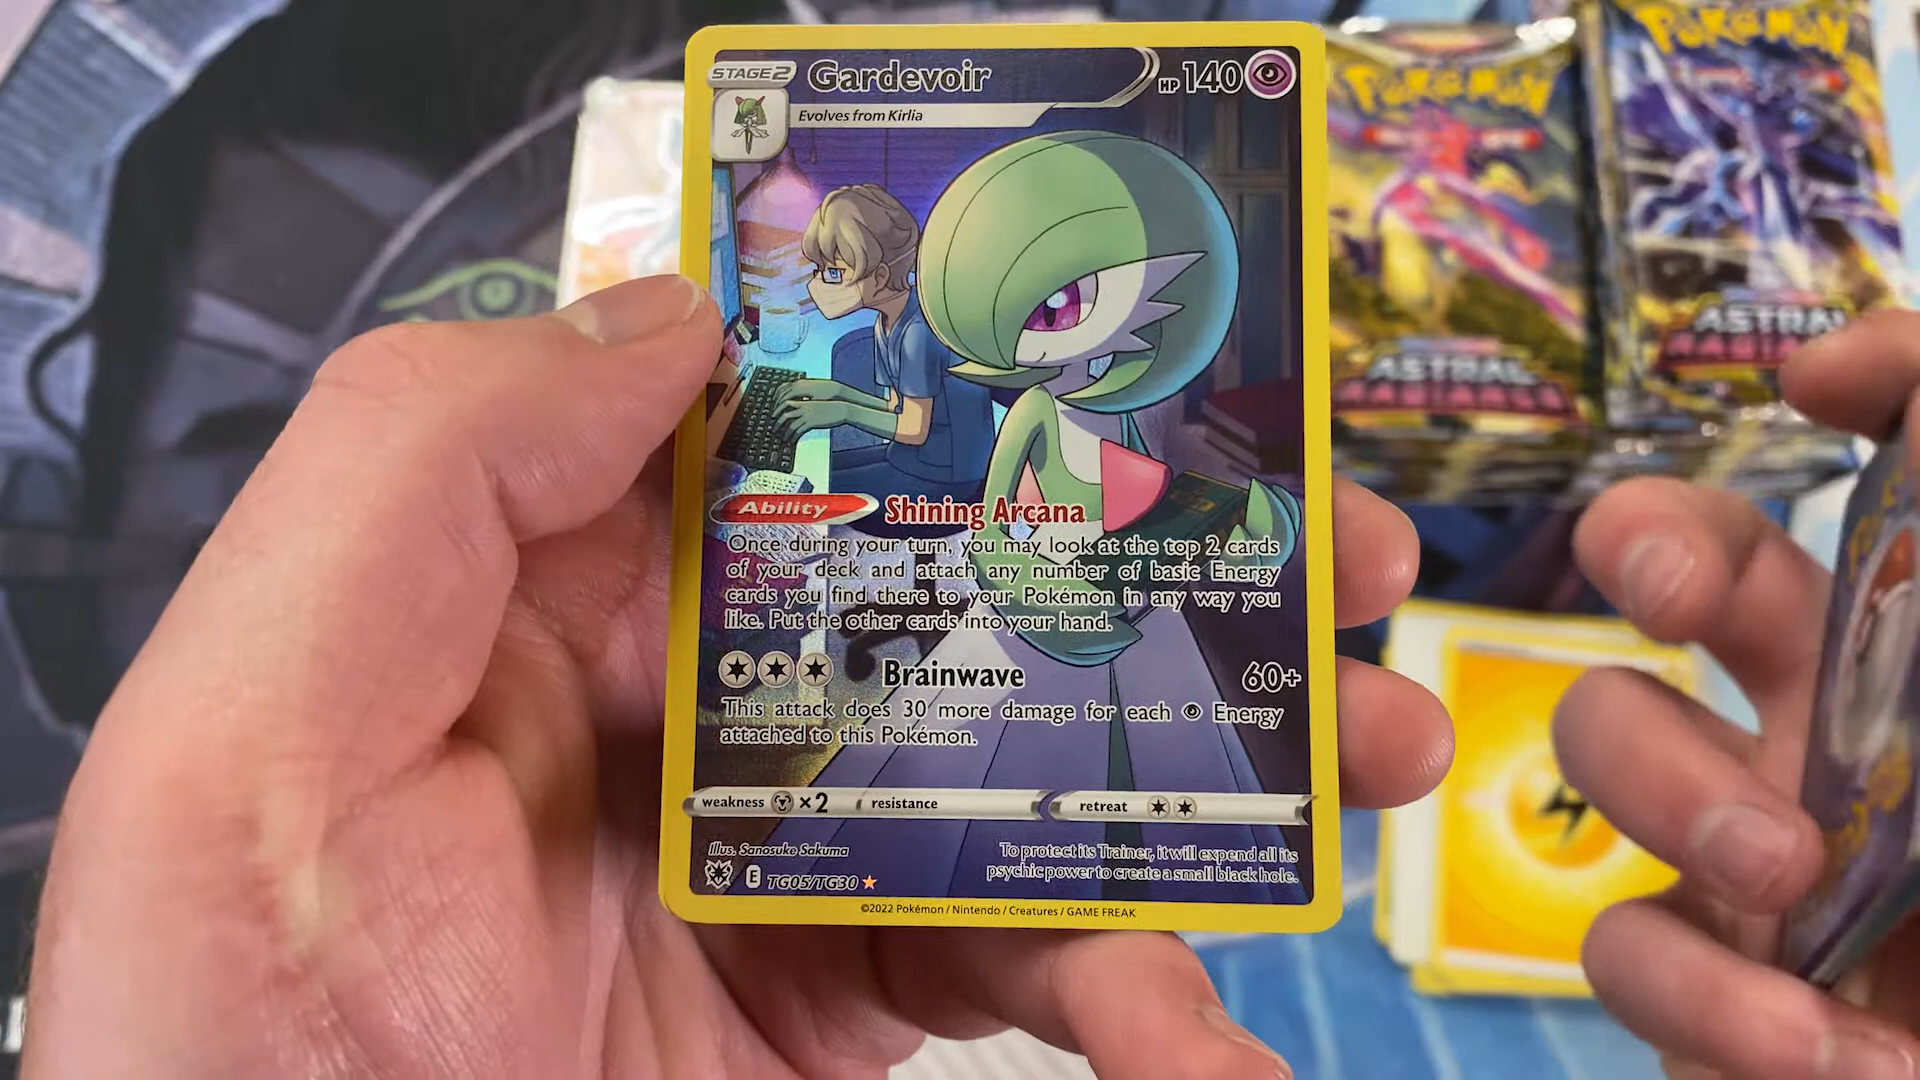 STAGE2 Gardevoir HP 140
Evolves from Kirlia
Ability Shining Arcana
Once during your turn, you may look at the top 2 cards
of your deck and attach any number of basic Energy
cards you find there to your Pokémon in any way you
like. Put the other cards into your hand.
Brainwave 60+
This attack does 30 more damage for each Energy
attached to this Pokémon.
weakness ×2 resistance retreat
Illus. Sanosuke Sakuma
To protect its Trainer, it will expend all its
psychic power to create a small black hole.
E TG05/TG30
©2022 Pokémon / Nintendo / Creatures / GAME FREAK
POKÉMON
ASTRAL
POKÉMON
ASTRAL